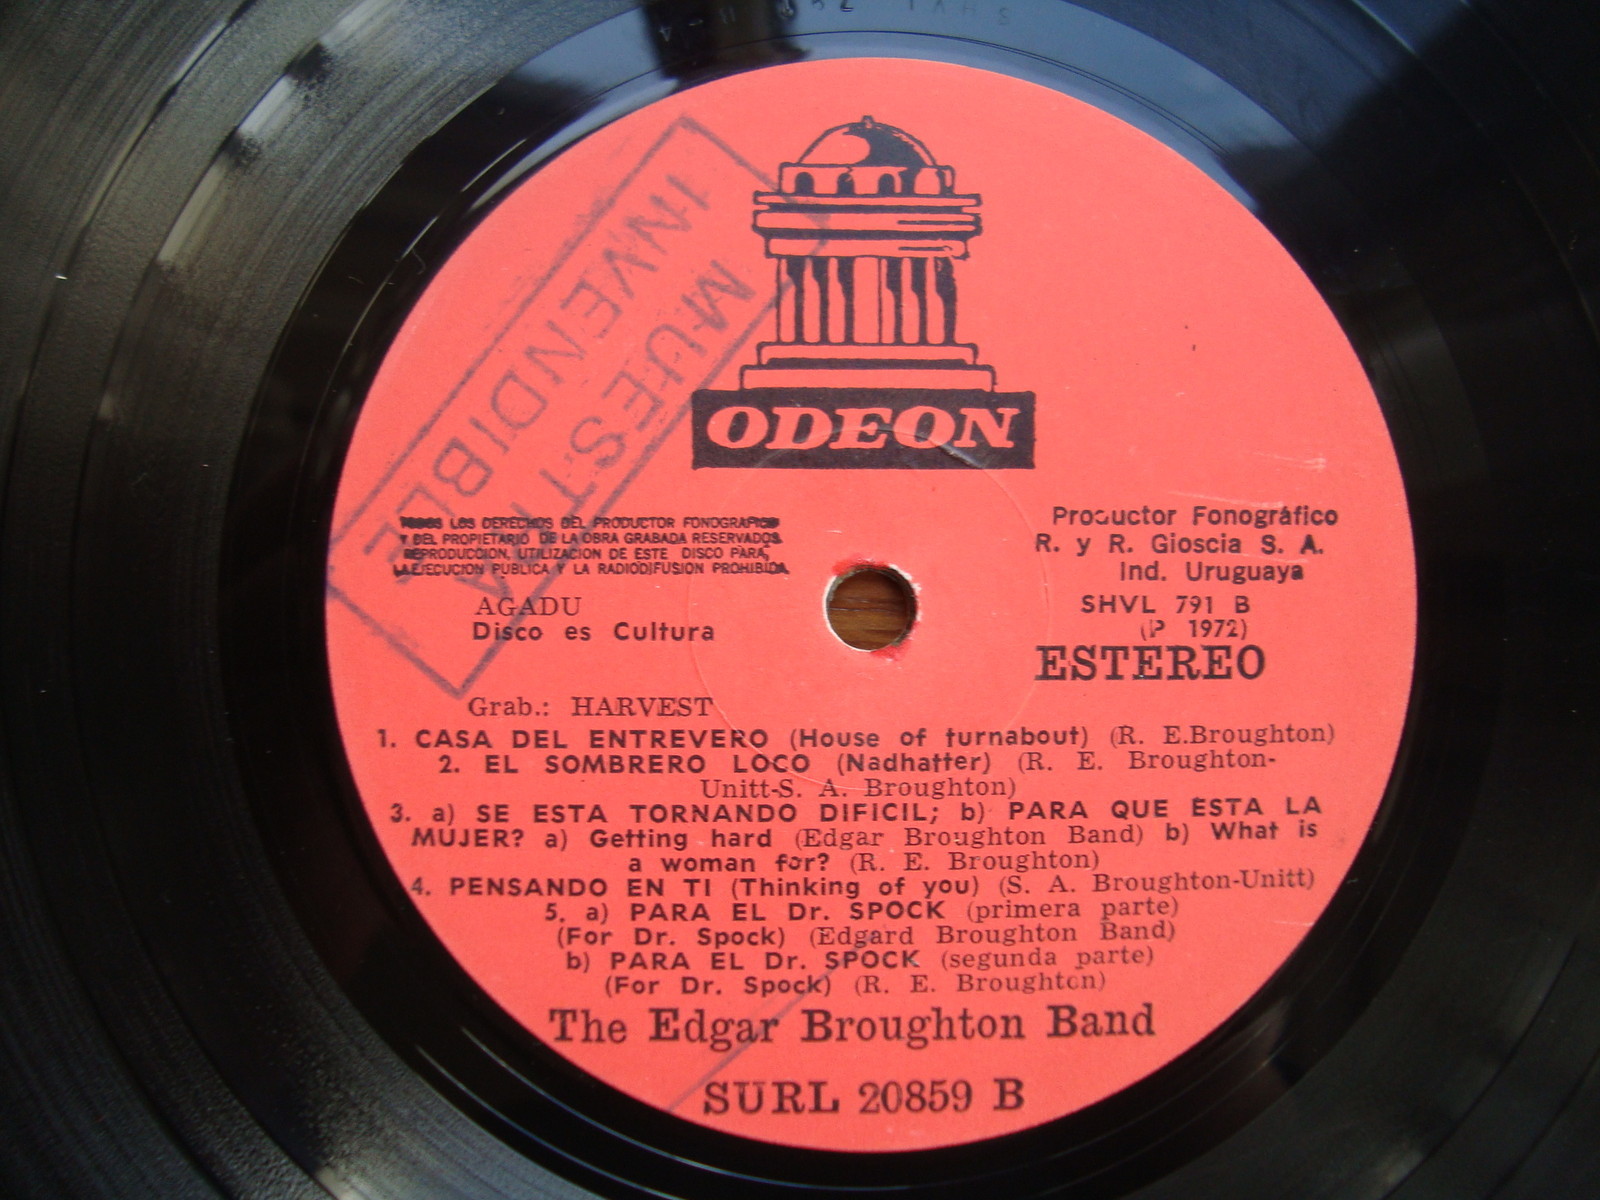 MUESTRA
INVENDIBLE
ODEON
TODOS LOS DERECHOS DEL PRODUCTOR FONOGRAFICO
Y DEL PROPIETARIO DE LA OBRA GRABADA RESERVADOS.
REPRODUCCION, UTILIZACION DE ESTE DISCO PARA,
LA EJECUCION PUBLICA Y LA RADIODIFUSION PROHIBIDA.
AGADU
Disco es Cultura
Productor Fonográfico
R. y R. Gioscia S. A.
Ind. Uruguaya
SHVL 791 B
(P 1972)
ESTEREO
Grab.: HARVEST
1. CASA DEL ENTREVERO (House of turnabout) (R. E.Broughton)
2. EL SOMBRERO LOCO (Nadhatter) (R. E. Broughton-
Unitt-S. A. Broughton)
3. a) SE ESTA TORNANDO DIFICIL; b) PARA QUE ESTA LA
MUJER? a) Getting hard (Edgar Broughton Band) b) What is
a woman for? (R. E. Broughton)
4. PENSANDO EN TI (Thinking of you) (S. A. Broughton-Unitt)
5. a) PARA EL Dr. SPOCK (primera parte)
(For Dr. Spock) (Edgard Broughton Band)
b) PARA EL Dr. SPOCK (segunda parte)
(For Dr. Spock) (R. E. Broughton)
The Edgar Broughton Band
SURL 20859 B